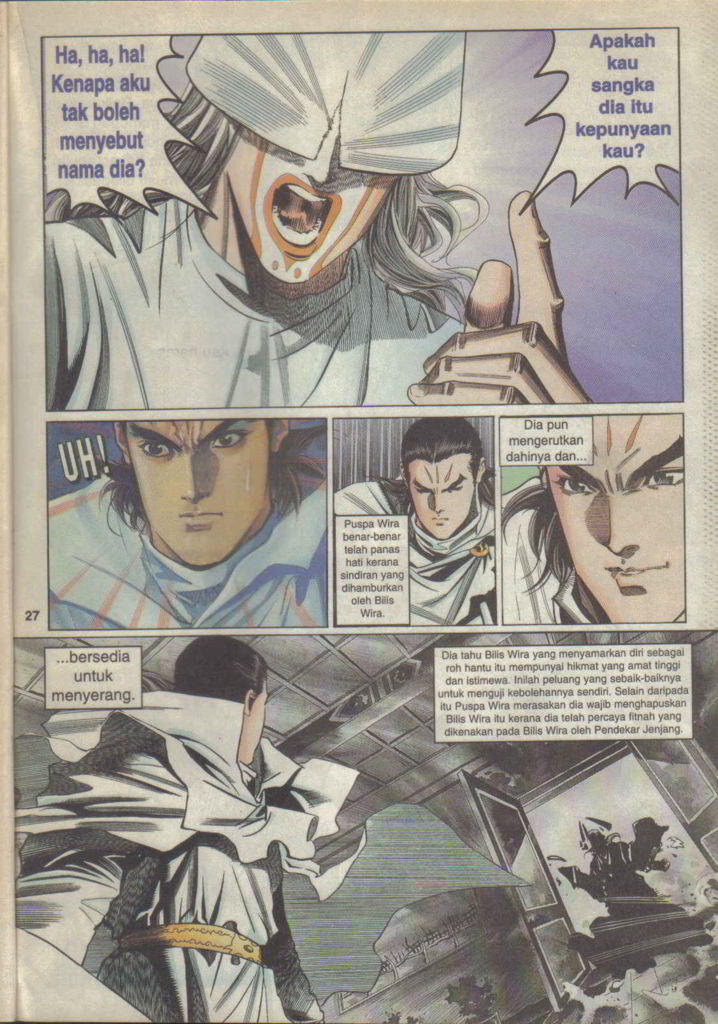 Ha, ha, ha!
Kenapa aku
tak boleh
menyebut
nama dia?
Apakah
kau
sangka
dia itu
kepunyaan
kau?
UH!
Puspa Wira
benar-benar
telah panas
hati kerana
sindiran yang
dihamburkan
oleh Bilis
Wira.
Dia pun
mengerutkan
dahinya dan...
27
...bersedia
untuk
menyerang.
Dia tahu Bilis Wira yang menyamarkan diri sebagai
roh hantu itu mempunyai hikmat yang amat tinggi
dan istimewa. Inilah peluang yang sebaik-baiknya
untuk menguji kebolehannya sendiri. Selain daripada
itu Puspa Wira merasakan dia wajib menghapuskan
Bilis Wira itu kerana dia telah percaya fitnah yang
dikenakan pada Bilis Wira oleh Pendekar Jenjang.